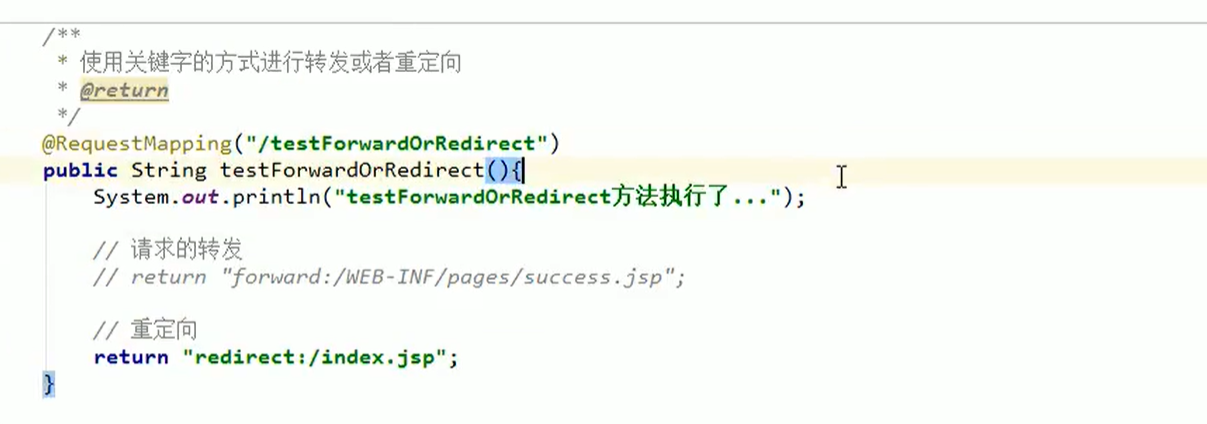 /**
* 使用关键字的方式进行转发或者重定向
* @return
*/
@RequestMapping("/testForwardOrRedirect")
public String testForwardOrRedirect(){
System.out.println("testForwardOrRedirect方法执行了...");
// 请求的转发
// return "forward:/WEB-INF/pages/success.jsp";
// 重定向
return "redirect:/index.jsp";
}